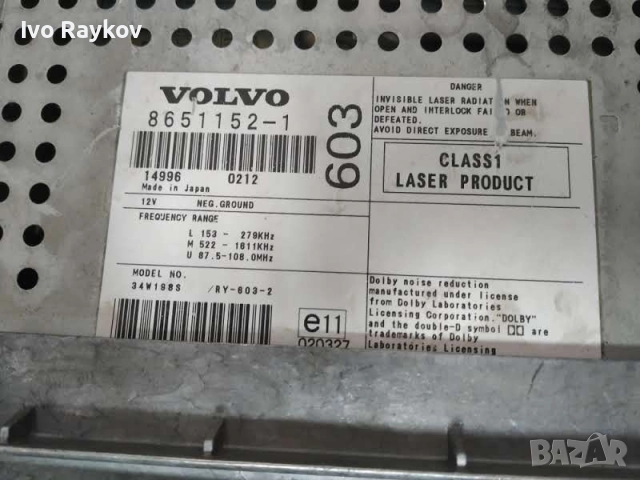 Ivo Raykov
VOLVO
8651152-1
14996 0212
Made in Japan
603
12V NEG.GROUND
FREQUENCY RANGE
L 153 - 279KHz
M 522 - 1611KHz
U 87.5-108.0MHz
MODEL NO.
34W198S /RY-603-2
e11
020327
DANGER
INVISIBLE LASER RADIATION WHEN
OPEN AND INTERLOCK FAILED OR
DEFEATED.
AVOID DIRECT EXPOSURE BEAM.
CLASS1
LASER PRODUCT
Dolby noise reduction
manufactured under license
from Dolby Laboratories
Licensing Corporation."DOLBY"
and the double-D symbol are
trademarks of Dolby
Laboratories Licensing
BAZAR